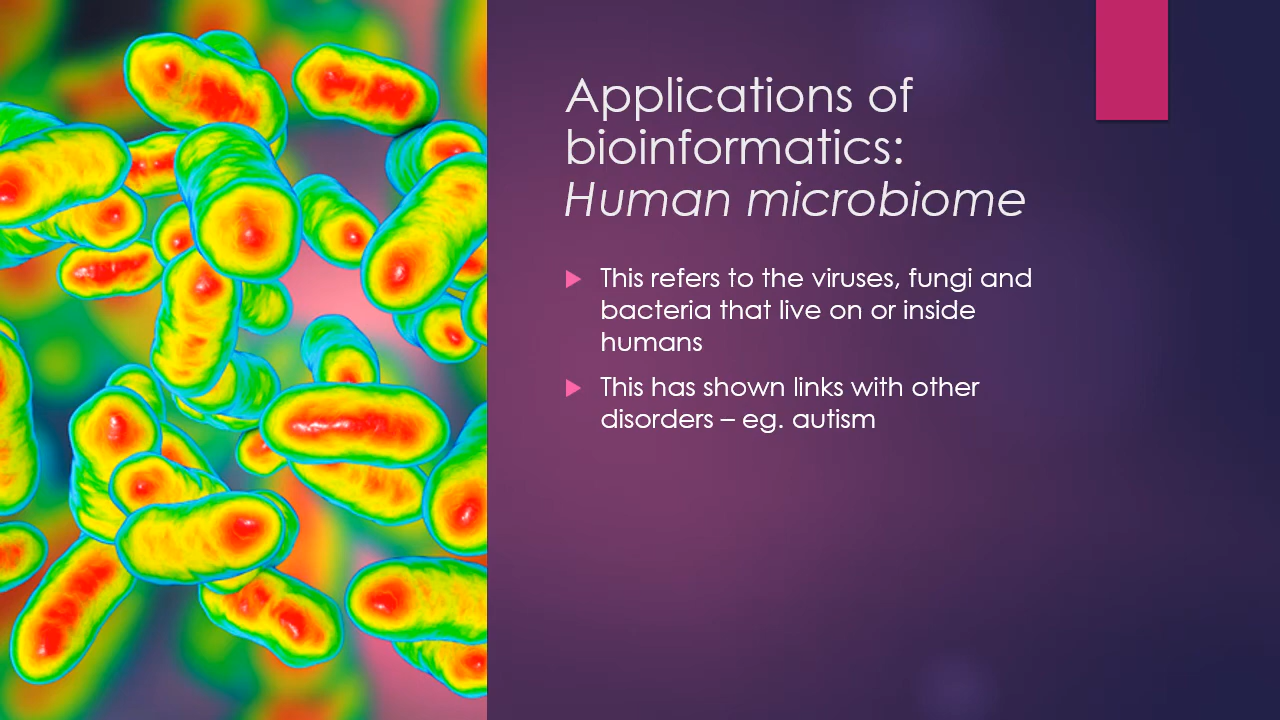 Applications of
bioinformatics:
Human microbiome
This refers to the viruses, fungi and
bacteria that live on or inside
humans
This has shown links with other
disorders – eg. autism